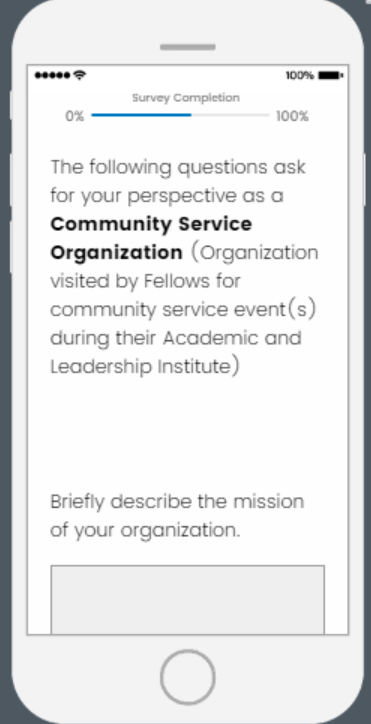 100%
Survey Completion
0% 100%
The following questions ask
for your perspective as a
Community Service
Organization (Organization
visited by Fellows for
community service event(s)
during their Academic and
Leadership Institute)
Briefly describe the mission
of your organization.